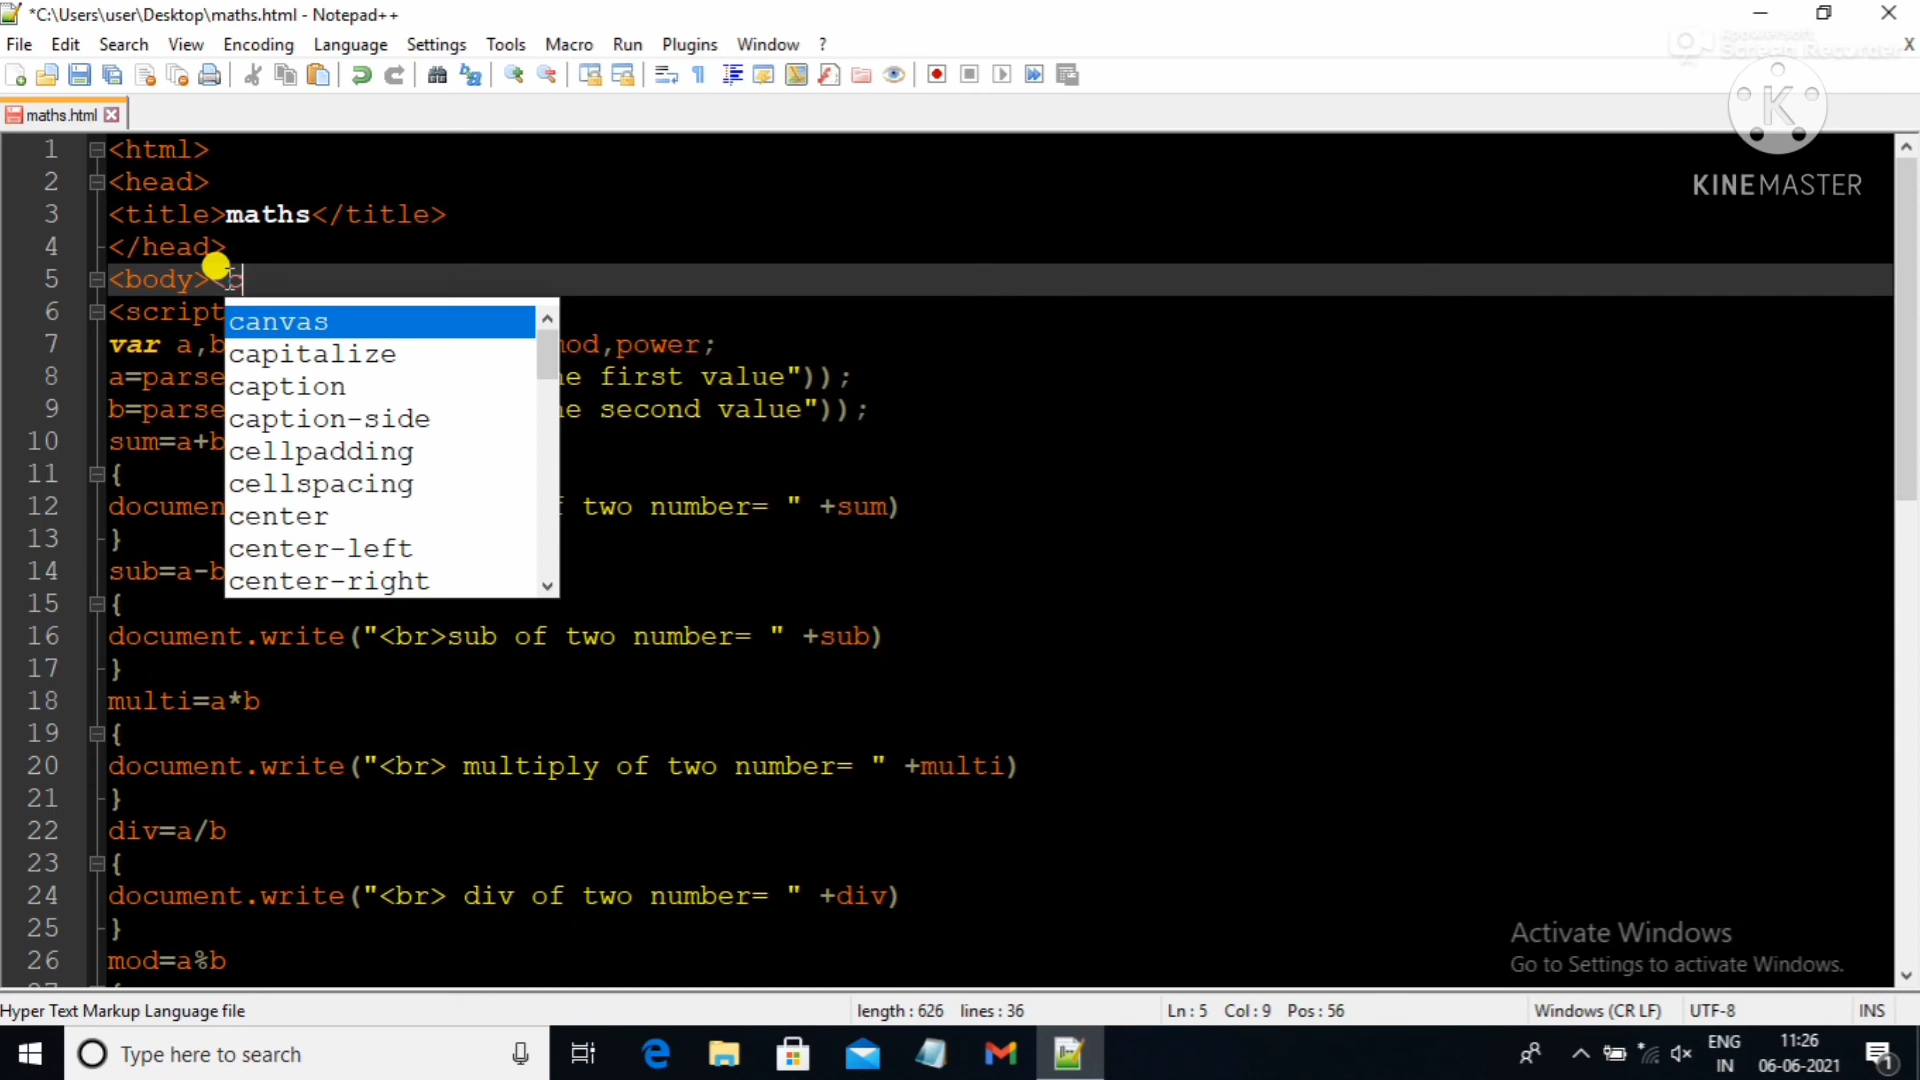 *C:\Users\user\Desktop\maths.html - Notepad++
File Edit Search View Encoding Language Settings Tools Macro Run Plugins Window ? X
Apowersoft
Screen Recorder
maths.html
K
KINEMASTER
1 <html>
2 <head>
3 <title>maths</title>
4 </head>
5 <body><b
6 <script
7 var a,b od,power;
8 a=parse e first value"));
9 b=parse e second value"));
10 sum=a+b
11 {
12 documen two number= " +sum)
13 }
14 sub=a-b
15 {
16 document.write("<br>sub of two number= " +sub)
17 }
18 multi=a*b
19 {
20 document.write("<br> multiply of two number= " +multi)
21 }
22 div=a/b
23 {
24 document.write("<br> div of two number= " +div)
25 }
26 mod=a%b
canvas
capitalize
caption
caption-side
cellpadding
cellspacing
center
center-left
center-right
Activate Windows
Go to Settings to activate Windows.
Hyper Text Markup Language file length : 626 lines : 36 Ln : 5 Col : 9 Pos : 56 Windows (CR LF) UTF-8 INS
Type here to search
ENG
IN
11:26
06-06-2021
1